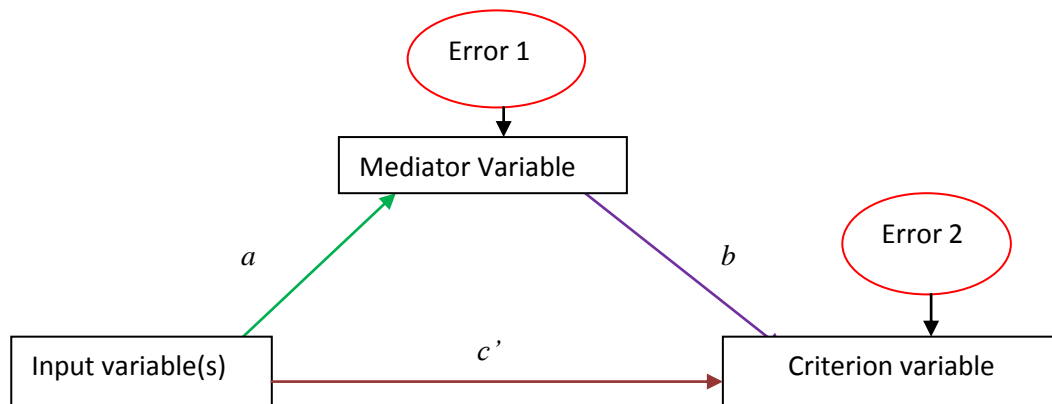 Error 1
Mediator Variable
Error 2
a
b
c’
Input variable(s)
Criterion variable